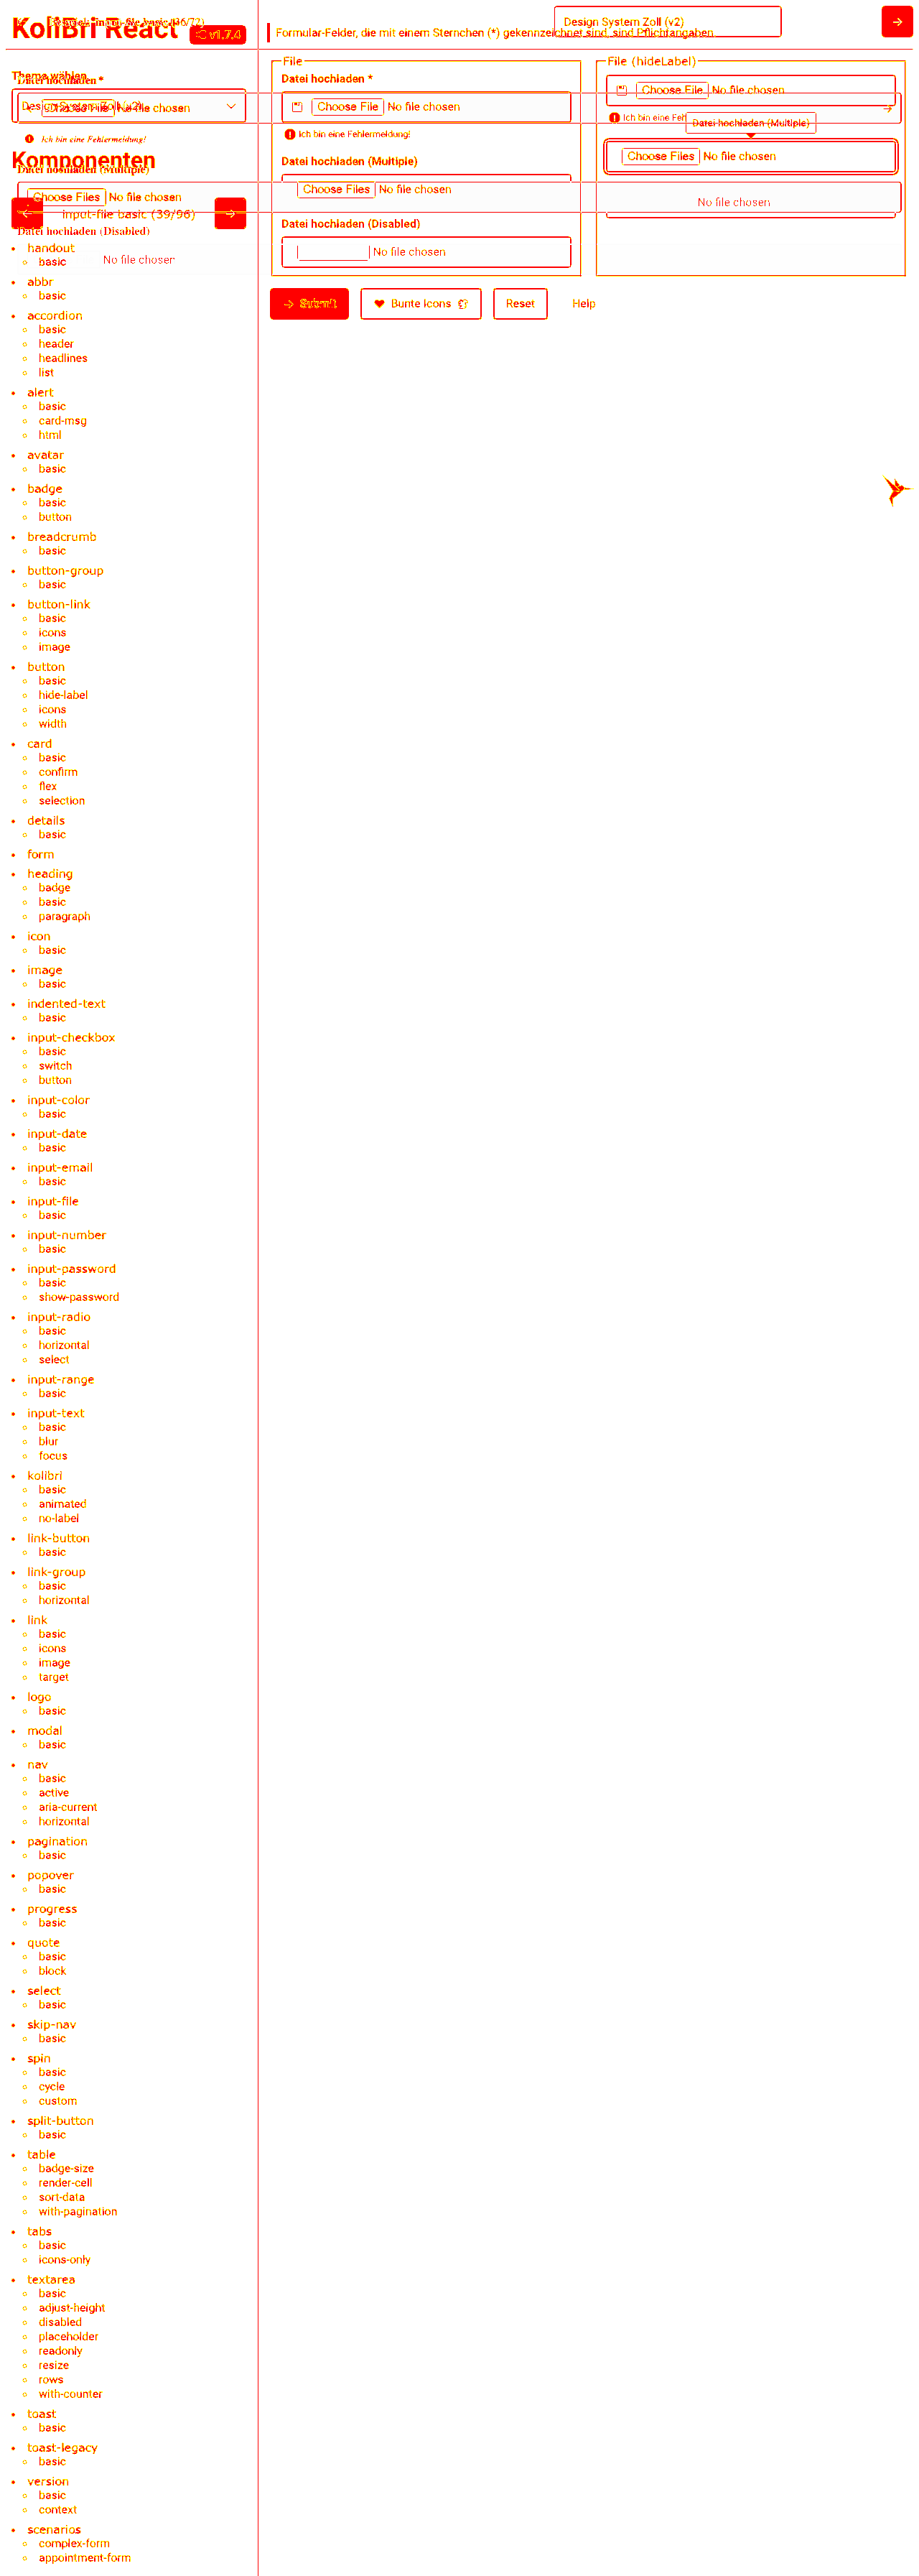 KoliBri React v1.7.4
Formular-Felder, die mit einem Sternchen (*) gekennzeichnet sind, sind Pflichtangaben.
Design System Zoll (v2)
Thema wählen
Datei hochladen *
Choose File No file chosen
Ich bin eine Fehlermeldung!
Komponenten
Datei hochladen (Multiple)
Choose Files No file chosen
input-file basic (39/96)
Datei hochladen (Disabled)
No file chosen
File
Datei hochladen *
Choose File No file chosen
Ich bin eine Fehlermeldung!
Datei hochladen (Multiple)
Choose Files No file chosen
Datei hochladen (Disabled)
No file chosen
File (hideLabel)
Choose File No file chosen
Ich bin eine
Datei hochladen (Multiple)
Choose Files No file chosen
No file chosen
Bunte Icons
Reset
Help
handout
basic
abbr
basic
accordion
basic
header
headlines
list
alert
basic
card-msg
html
avatar
basic
badge
basic
button
breadcrumb
basic
button-group
basic
button-link
basic
icons
image
button
basic
hide-label
icons
width
card
basic
confirm
flex
selection
details
basic
form
heading
badge
basic
paragraph
icon
basic
image
basic
indented-text
basic
input-checkbox
basic
switch
button
input-color
basic
input-date
basic
input-email
basic
input-file
basic
input-number
basic
input-password
basic
show-password
input-radio
basic
horizontal
select
input-range
basic
input-text
basic
blur
focus
kolibri
basic
animated
no-label
link-button
basic
link-group
basic
horizontal
link
basic
icons
image
target
logo
basic
modal
basic
nav
basic
active
aria-current
horizontal
pagination
basic
popover
basic
progress
basic
quote
basic
block
select
basic
skip-nav
basic
spin
basic
cycle
custom
split-button
basic
table
badge-size
render-cell
sort-data
with-pagination
tabs
basic
icons-only
textarea
basic
adjust-height
disabled
placeholder
readonly
resize
rows
with-counter
toast
basic
toast-legacy
basic
version
basic
context
scenarios
complex-form
appointment-form